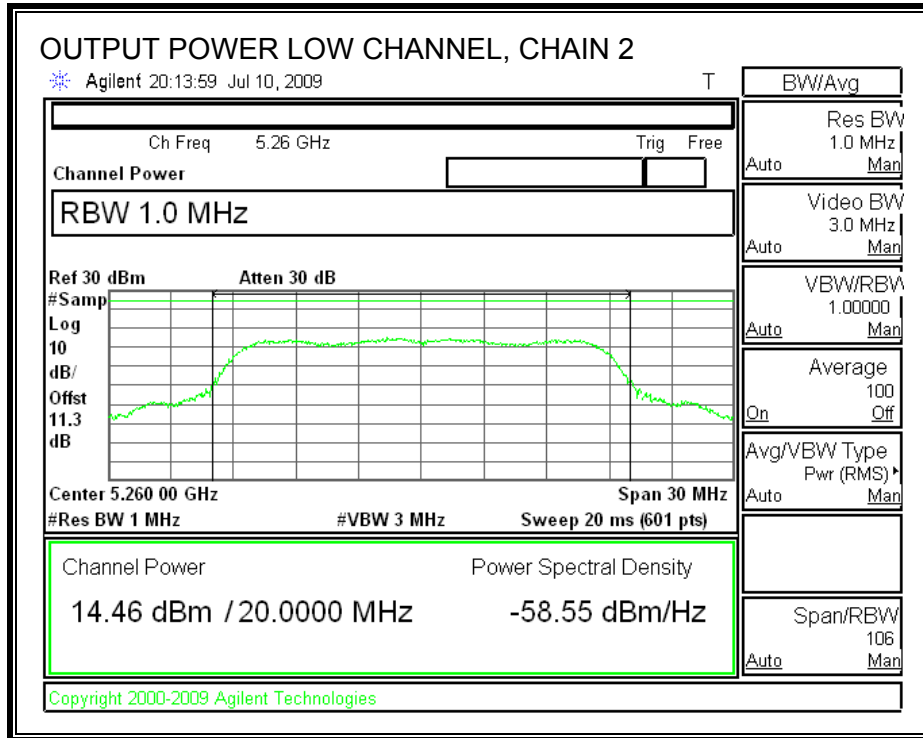 OUTPUT POWER LOW CHANNEL, CHAIN 2
Agilent 20:13:59 Jul 10, 2009 T
Ch Freq 5.26 GHz Trig Free
Channel Power
RBW 1.0 MHz
Ref 30 dBm Atten 30 dB
#Samp
Log
10
dB/
Offst
11.3
dB
Center 5.260 00 GHz Span 30 MHz
#Res BW 1 MHz #VBW 3 MHz Sweep 20 ms (601 pts)
Channel Power Power Spectral Density
14.46 dBm / 20.0000 MHz -58.55 dBm/Hz
Copyright 2000-2009 Agilent Technologies
BW/Avg
Res BW
1.0 MHz
Auto Man
Video BW
3.0 MHz
Auto Man
VBW/RBW
1.00000
Auto Man
Average
100
On Off
Avg/VBW Type
Pwr (RMS)
Auto Man
Span/RBW
106
Auto Man